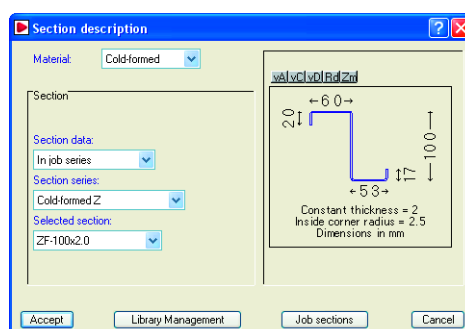 Section description
Material:
Cold-formed
Section
Section data:
In job series
Section series:
Cold-formed Z
Selected section:
ZF-100x2.0
vA vC vD Rd Zm
60
20
100
17
53
Constant thickness = 2
Inside corner radius = 2.5
Dimensions in mm
Accept
Library Management
Job sections
Cancel